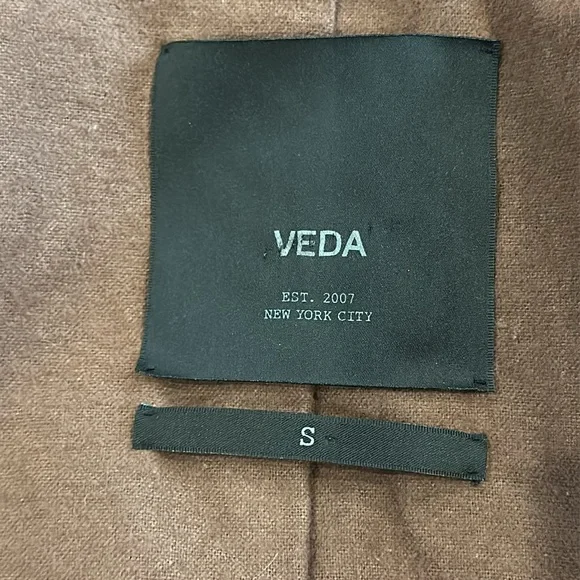 VEDA
EST. 2007
NEW YORK CITY
S